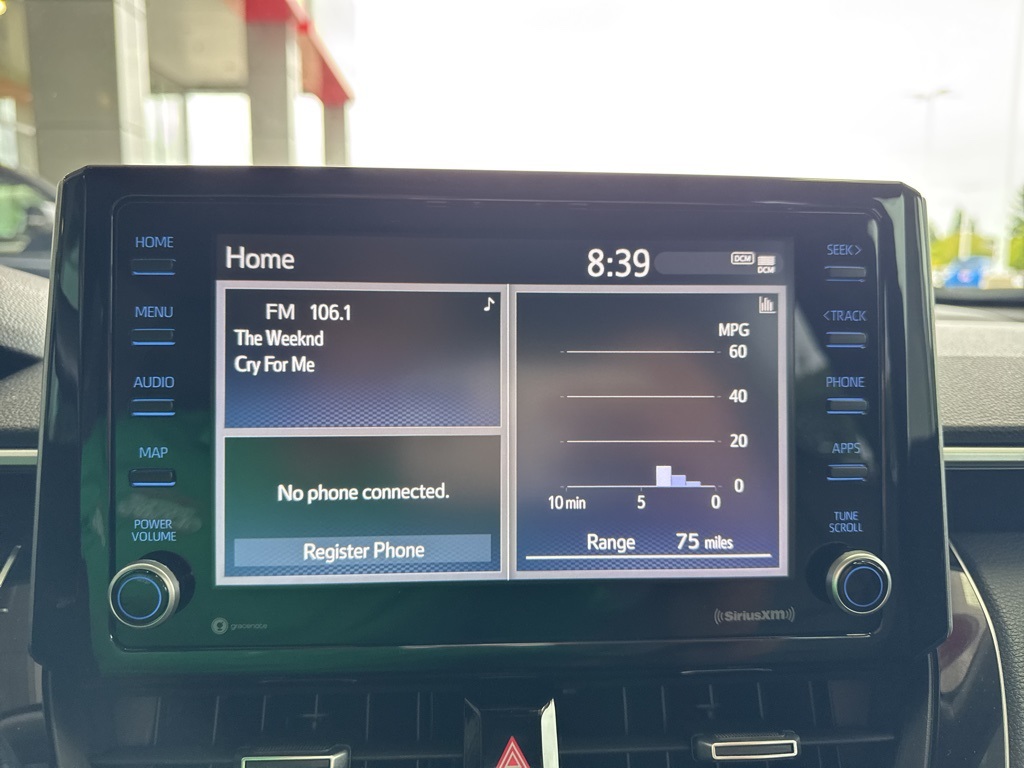 HOME
MENU
AUDIO
MAP
POWER
VOLUME
Home
8:39
DCM
DCM
FM 106.1
The Weeknd
Cry For Me
No phone connected.
Register Phone
MPG
60
40
20
0
10 min 5 0
Range 75 miles
SEEK>
<TRACK
PHONE
APPS
TUNE
SCROLL
gracenote
SiriusXM